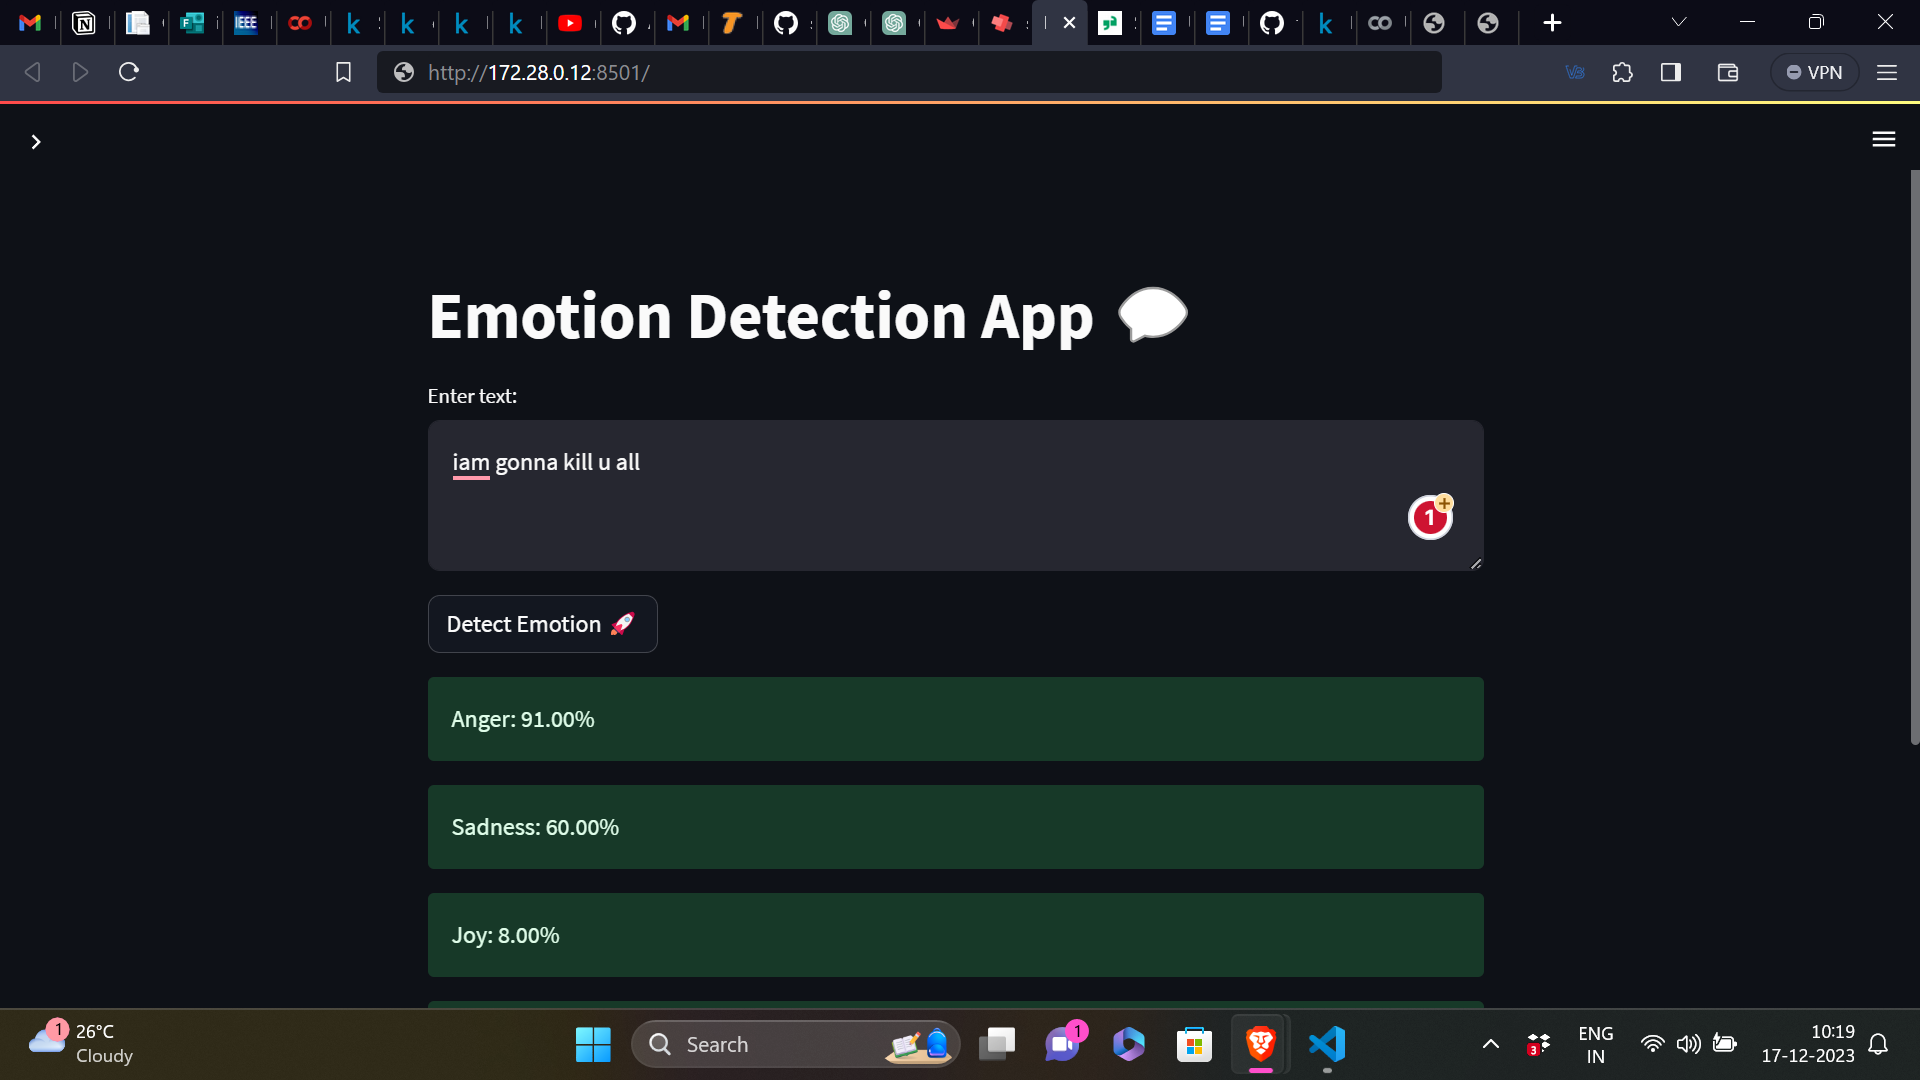 IEEE
http://172.28.0.12:8501/
VPN
Emotion Detection App
Enter text:
iam gonna kill u all
1
Detect Emotion
Anger: 91.00%
Sadness: 60.00%
Joy: 8.00%
1
26°C
Cloudy
Search
1
3
ENG
IN
10:19
17-12-2023